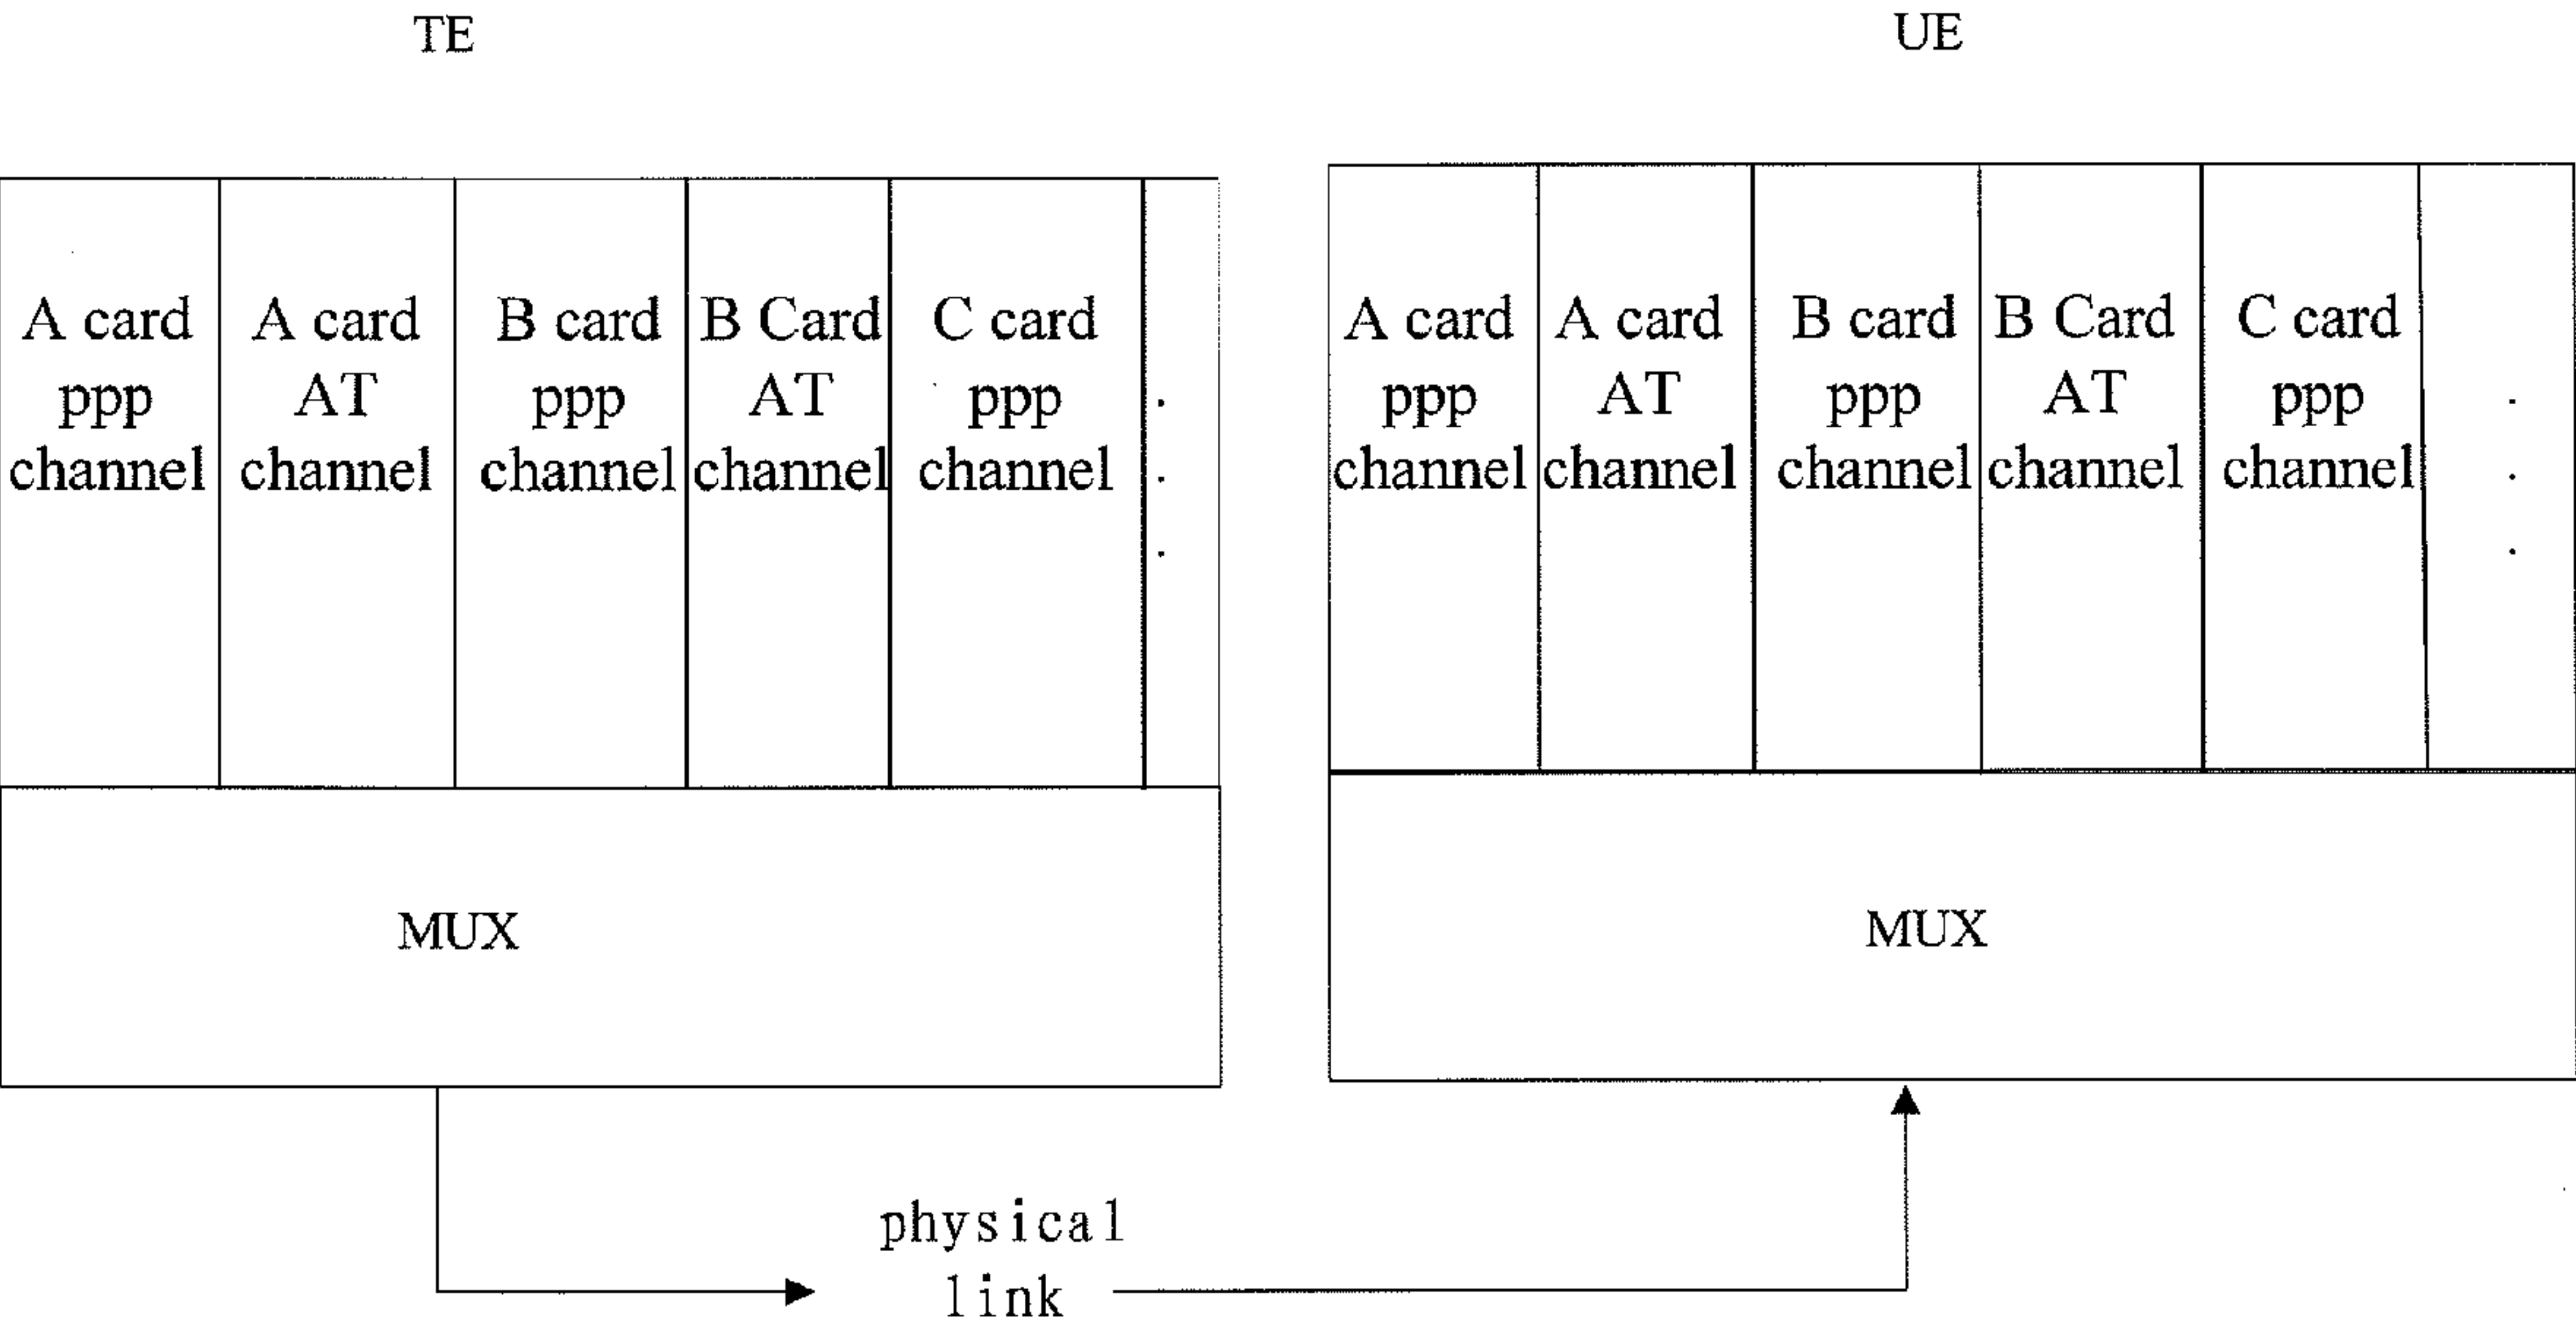 TE
UE
A card
ppp
channel
A card
AT
channel
B card
ppp
channel
B Card
AT
channel
C card
ppp
channel
.
.
.
A card
ppp
channel
A card
AT
channel
B card
ppp
channel
B Card
AT
channel
C card
ppp
channel
.
.
.
MUX
MUX
physical
link